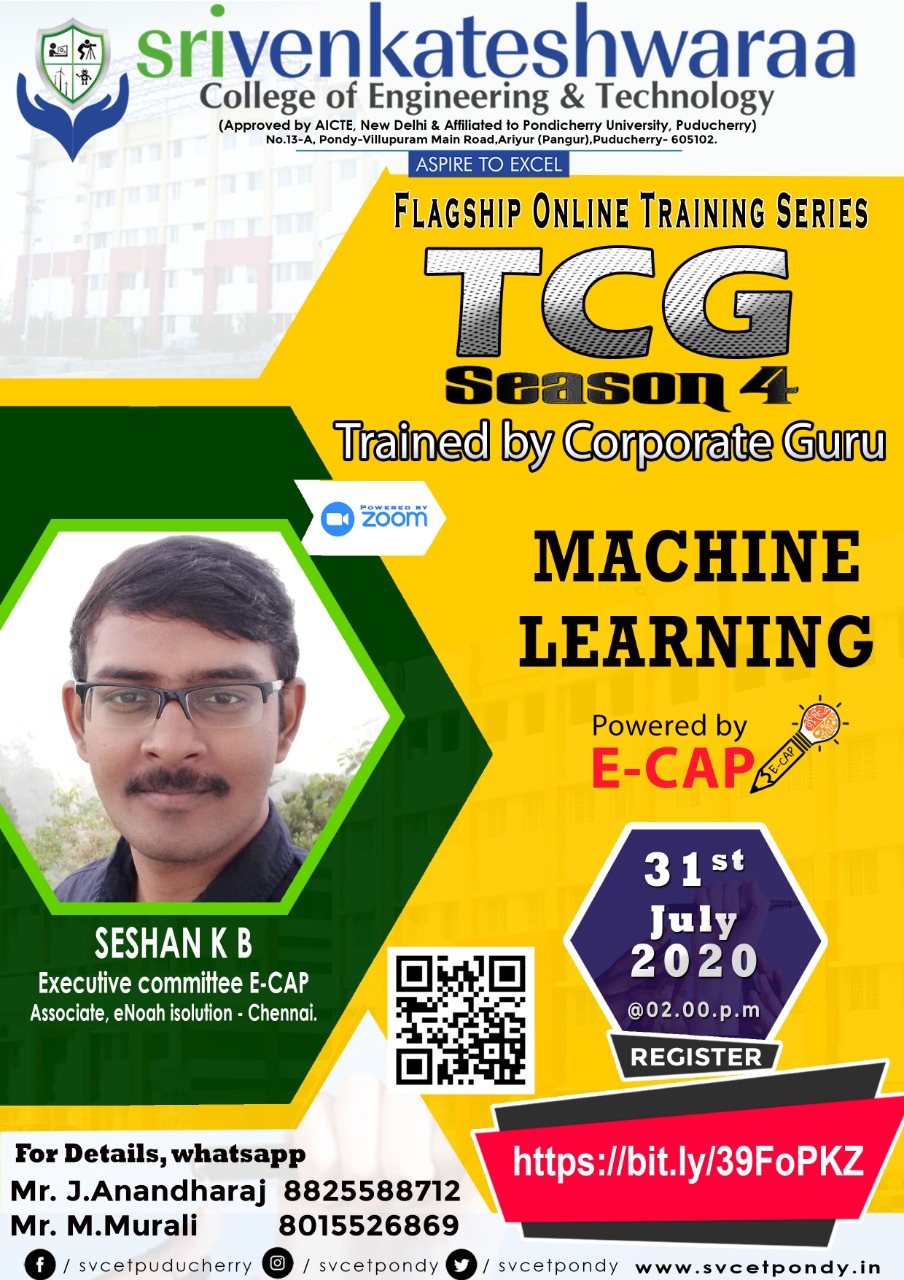 srivenkateshwaraa
College of Engineering & Technology
(Approved by AICTE, New Delhi & Affiliated to Pondicherry University, Puducherry)
No.13-A, Pondy-Villupuram Main Road,Ariyur (Pangur),Puducherry- 605102.
ASPIRE TO EXCEL
FLAGSHIP ONLINE TRAINING SERIES
TCG
Season 4
Trained by Corporate Guru
POWERED BY
zoom
MACHINE
LEARNING
Powered by
E-CAP
E-CAP
31st
July
2020
@02.00.p.m
REGISTER
https://bit.ly/39FoPKZ
SESHAN K B
Executive committee E-CAP
Associate, eNoah isolution - Chennai.
For Details, whatsapp
Mr. J.Anandharaj 8825588712
Mr. M.Murali 8015526869
/ svcetpuducherry / svcetpondy / svcetpondy www.svcetpondy.in